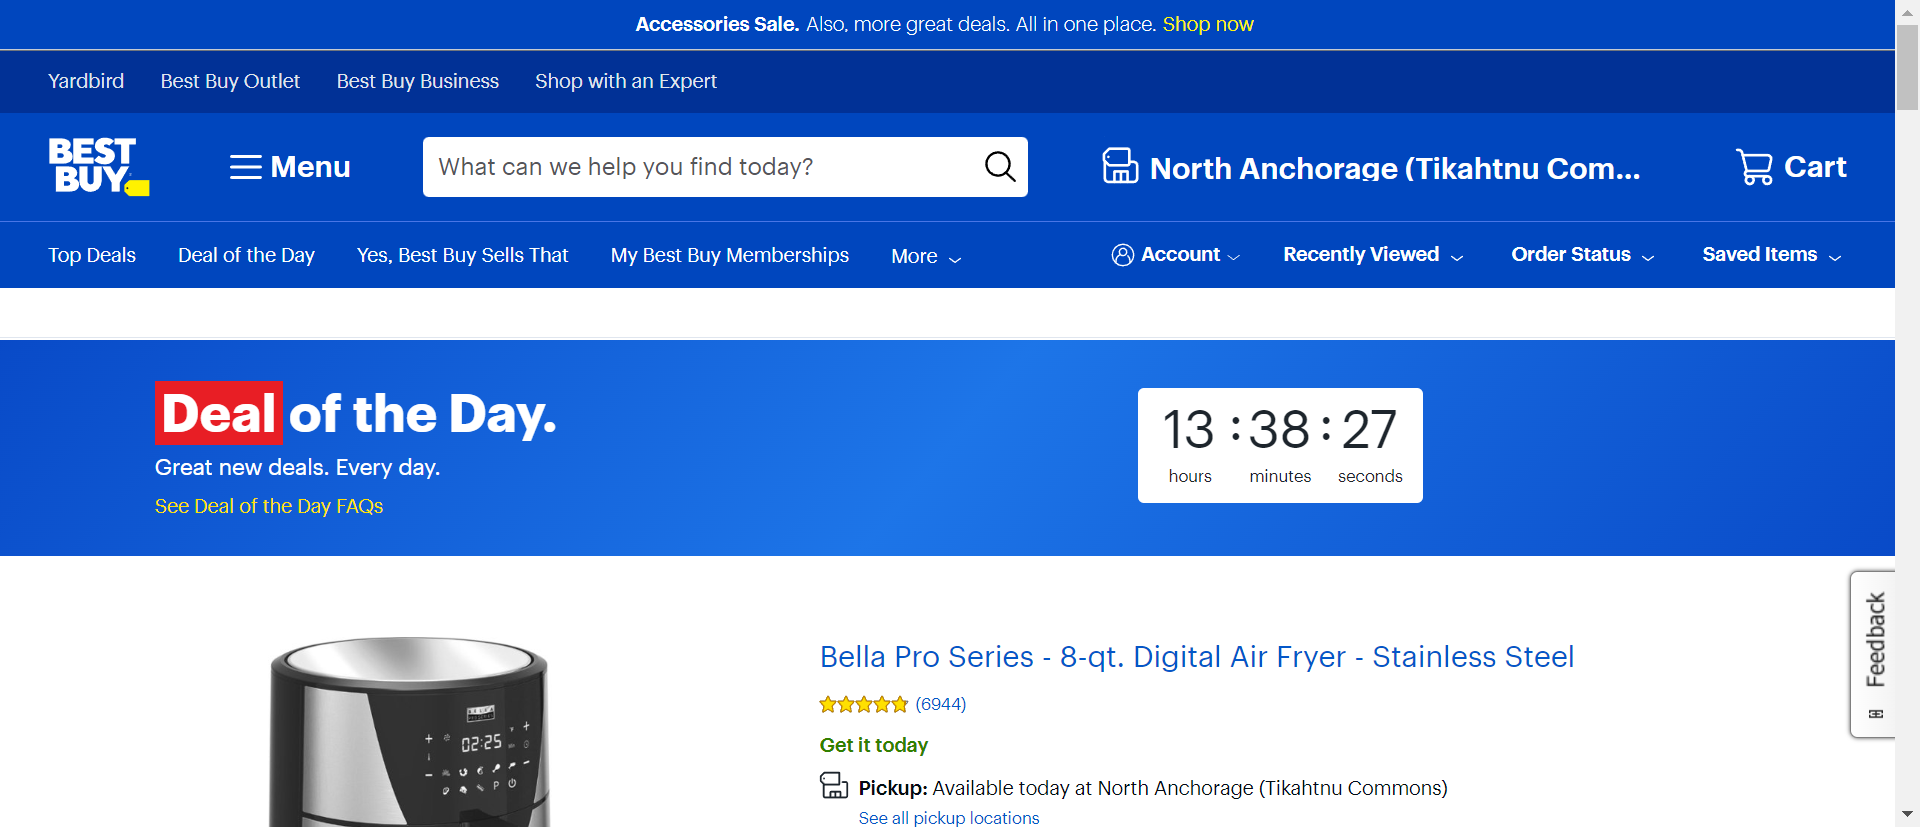 Accessories Sale. Also, more great deals. All in one place. Shop now
Yardbird Best Buy Outlet Best Buy Business Shop with an Expert
BEST
BUY
Menu
What can we help you find today?
North Anchorage (Tikahtnu Com...
Cart
Top Deals Deal of the Day Yes, Best Buy Sells That My Best Buy Memberships More Account Recently Viewed Order Status Saved Items
Deal of the Day.
Great new deals. Every day.
See Deal of the Day FAQs
13 : 38 : 27
hours minutes seconds
Feedback
BELLA
02:25
P
Bella Pro Series - 8-qt. Digital Air Fryer - Stainless Steel
(6944)
Get it today
Pickup: Available today at North Anchorage (Tikahtnu Commons)
See all pickup locations